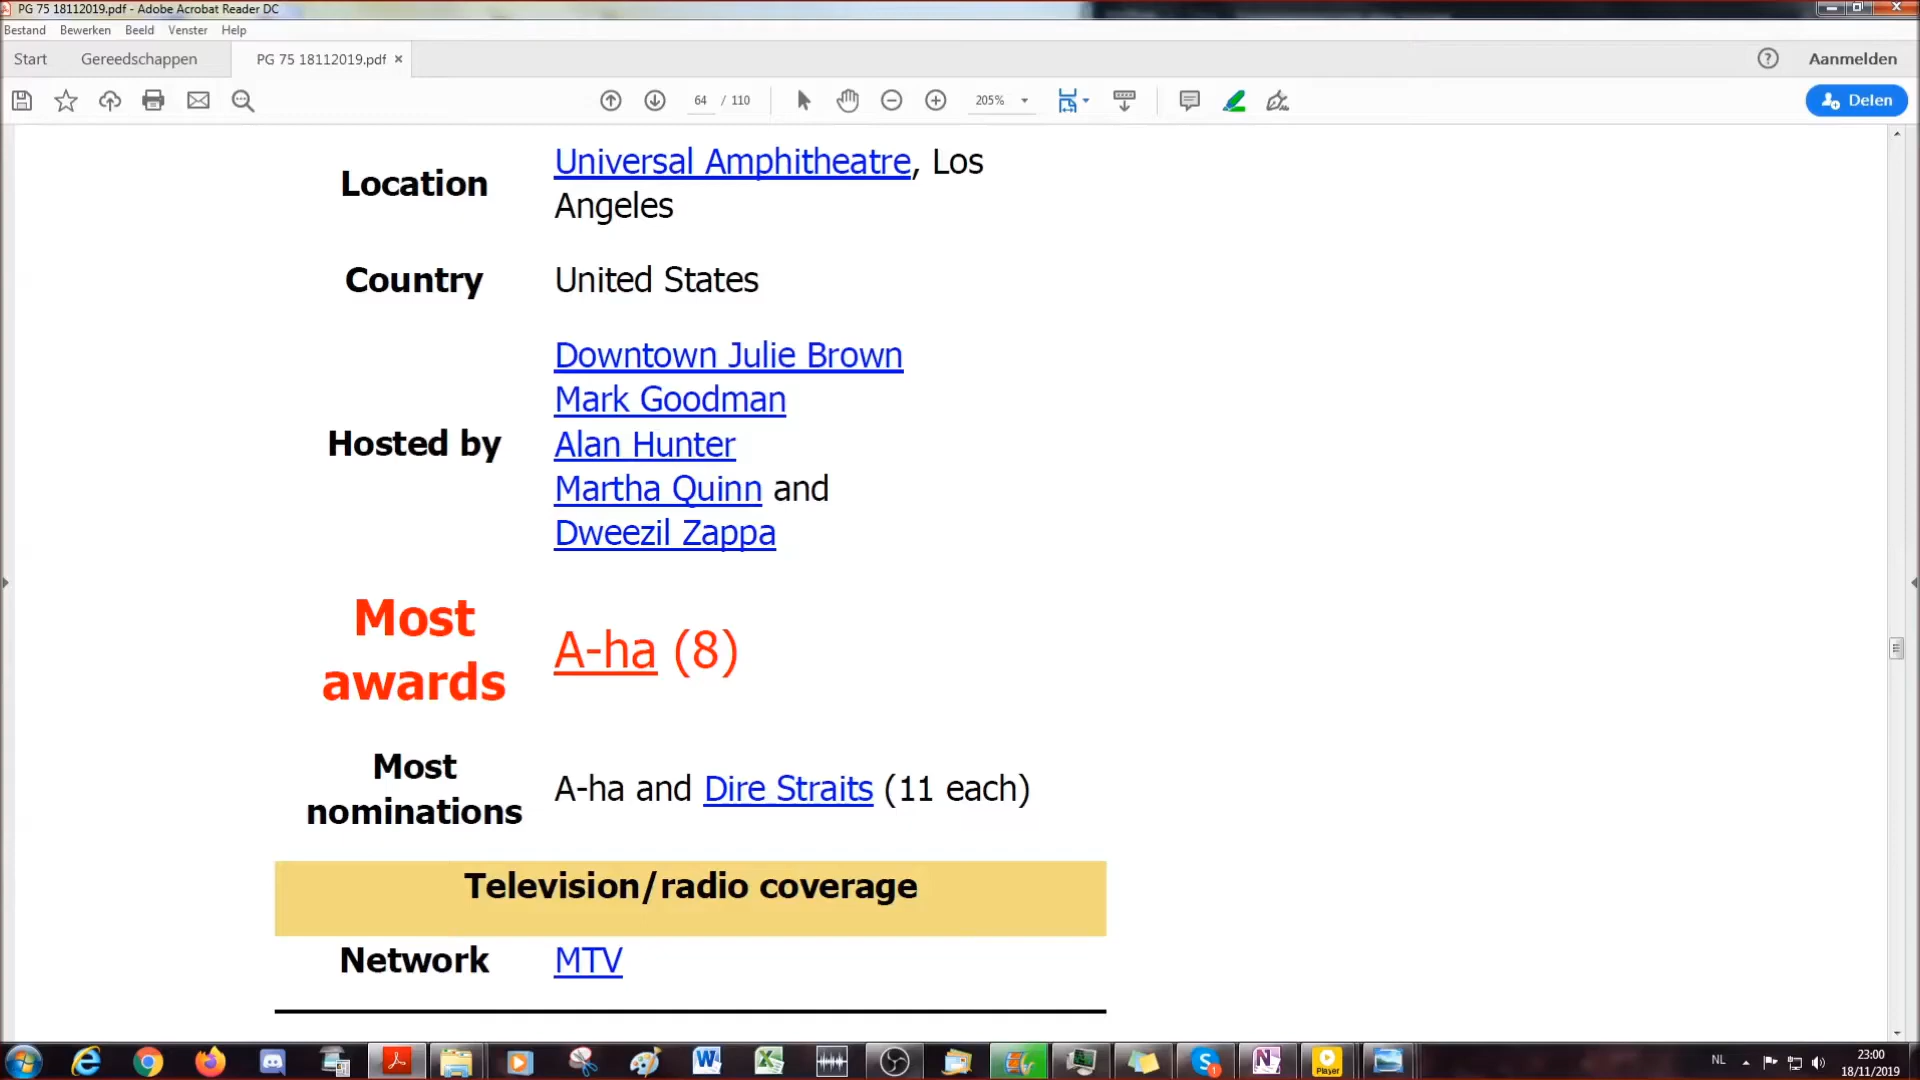 PG 75 18112019.pdf - Adobe Acrobat Reader DC
Bestand Bewerken Beeld Venster Help
Start Gereedschappen PG 75 18112019.pdf × Aanmelden
64 / 110 205% Delen
Location Universal Amphitheatre, Los
Angeles
Country United States
Downtown Julie Brown
Mark Goodman
Hosted by Alan Hunter
Martha Quinn and
Dweezil Zappa
Most
awards A-ha (8)
Most
nominations A-ha and Dire Straits (11 each)
Television/radio coverage
Network MTV
NL 23:00
18/11/2019